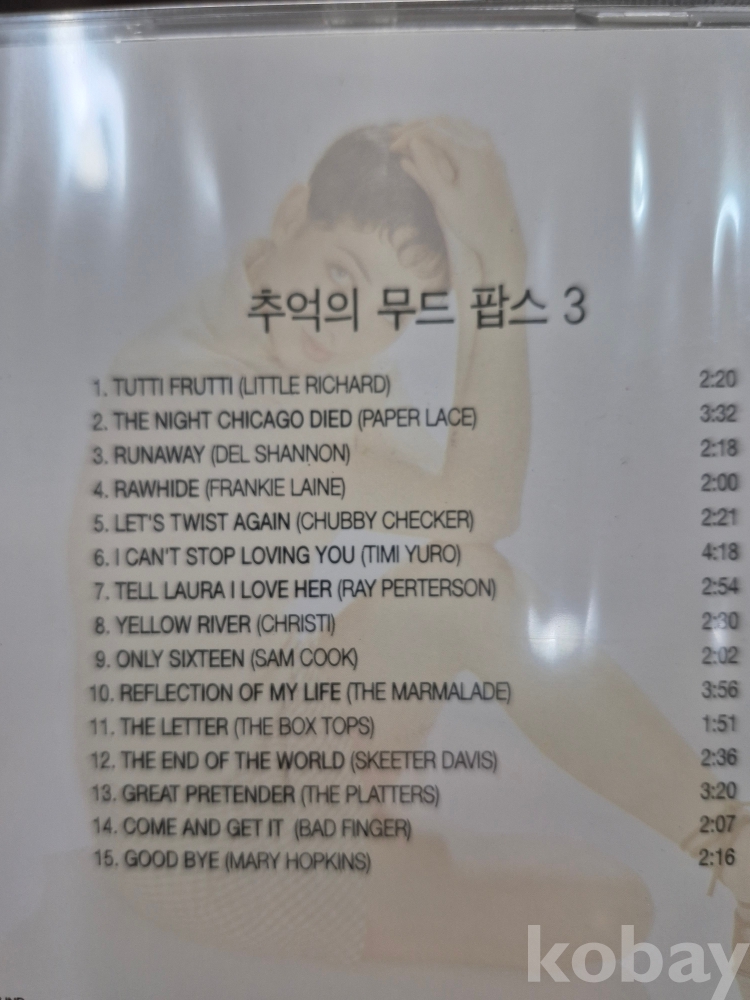 추억의 무드 팝스 3
1. TUTTI FRUTTI (LITTLE RICHARD) 2:20
2. THE NIGHT CHICAGO DIED (PAPER LACE) 3:32
3. RUNAWAY (DEL SHANNON) 2:18
4. RAWHIDE (FRANKIE LAINE) 2:00
5. LET'S TWIST AGAIN (CHUBBY CHECKER) 2:21
6. I CAN'T STOP LOVING YOU (TIMI YURO) 4:18
7. TELL LAURA I LOVE HER (RAY PERTERSON) 2:54
8. YELLOW RIVER (CHRISTI) 2:30
9. ONLY SIXTEEN (SAM COOK) 2:02
10. REFLECTION OF MY LIFE (THE MARMALADE) 3:56
11. THE LETTER (THE BOX TOPS) 1:51
12. THE END OF THE WORLD (SKEETER DAVIS) 2:36
13. GREAT PRETENDER (THE PLATTERS) 3:20
14. COME AND GET IT (BAD FINGER) 2:07
15. GOOD BYE (MARY HOPKINS) 2:16
kobay